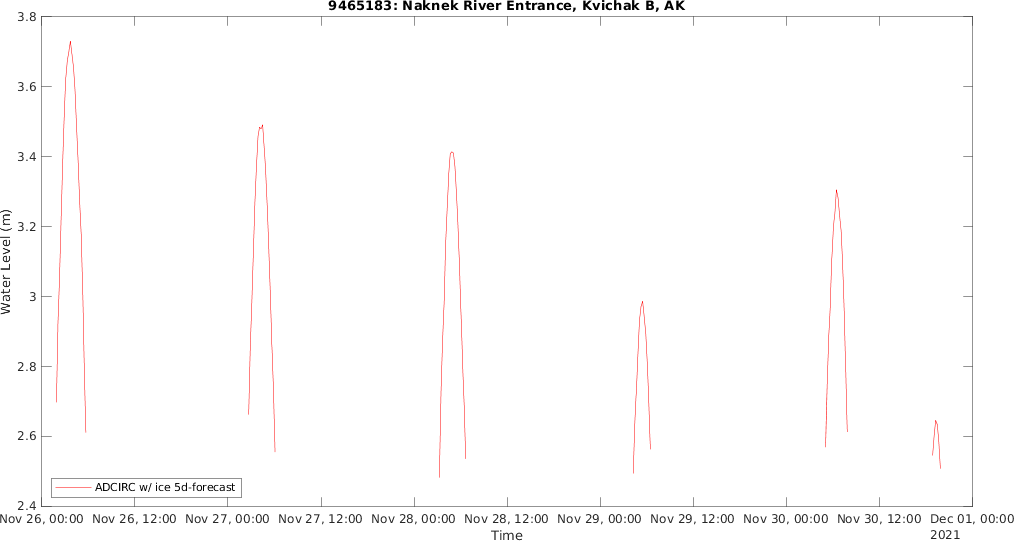 9465183: Naknek River Entrance, Kvichak B, AK
3.8
3.6
3.4
3.2
3
2.8
2.6
2.4
Water Level (m)
ADCIRC w/ ice 5d-forecast
Nov 26, 00:00 Nov 26, 12:00 Nov 27, 00:00 Nov 27, 12:00 Nov 28, 00:00 Nov 28, 12:00 Nov 29, 00:00 Nov 29, 12:00 Nov 30, 00:00 Nov 30, 12:00 Dec 01, 00:00
2021
Time